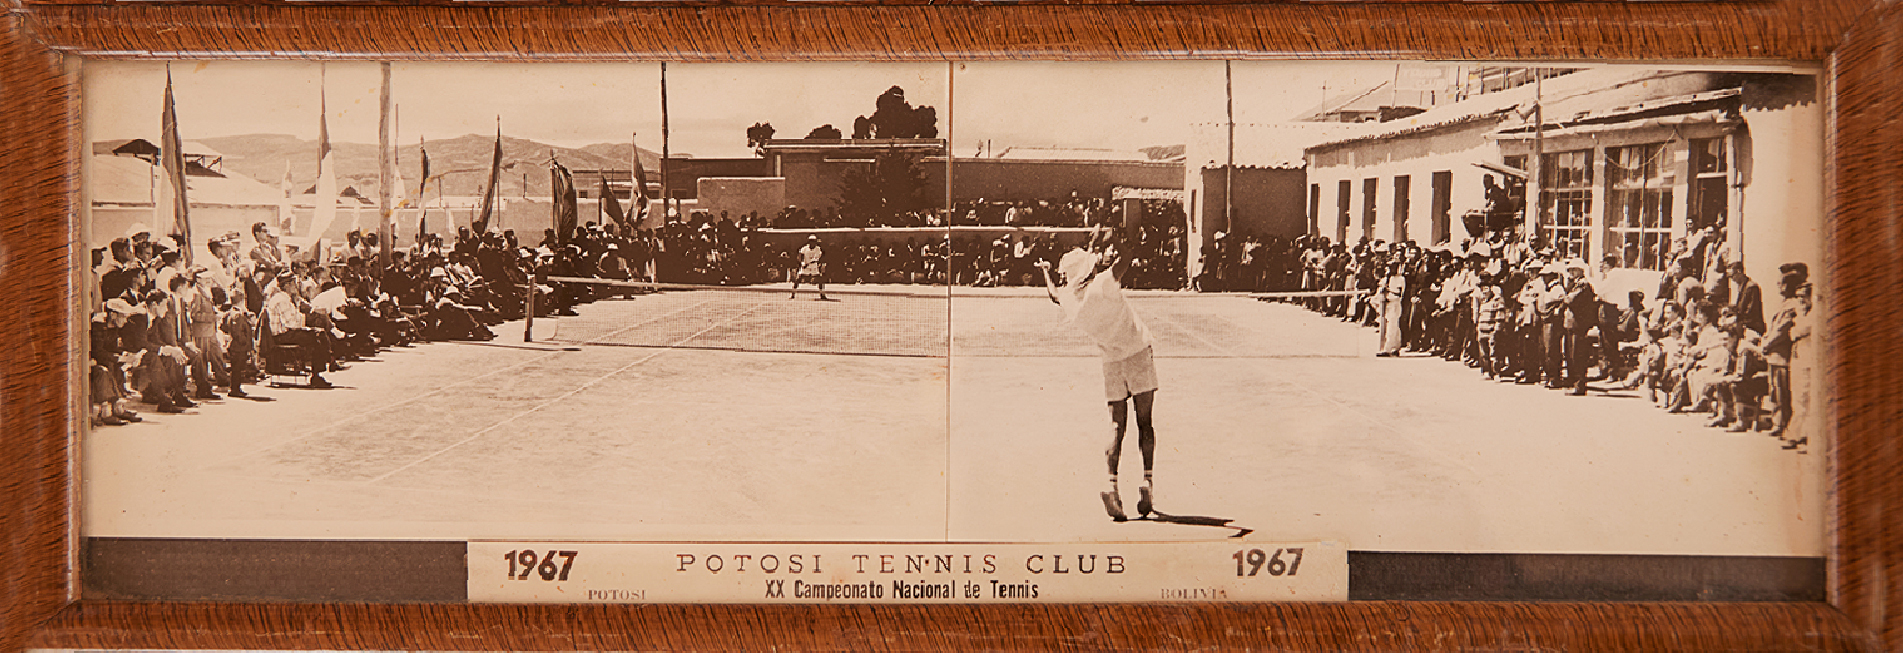 1967 POTOSI TENNIS CLUB 1967
XX Campeonato Nacional de Tennis
POTOSI BOLIVIA